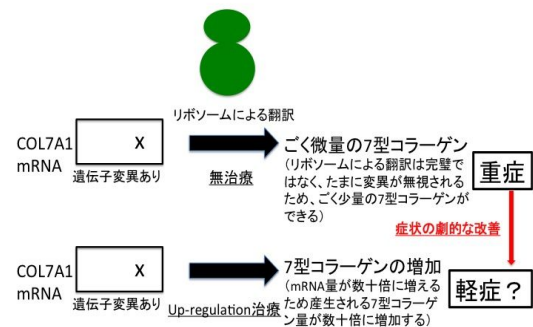 リボソームによる翻訳
COL7A1
mRNA
X
遺伝子変異あり
無治療
ごく微量の7型コラーゲン
(リボソームによる翻訳は完璧で
はなく、たまに変異が無視される
ため、ごく少量の7型コラーゲンが
できる)
重症
症状の劇的な改善
COL7A1
mRNA
X
遺伝子変異あり
Up-regulation治療
7型コラーゲンの増加
(mRNA量が数十倍に増える
ため産生される7型コラーゲ
ン量が数十倍に増加する)
軽症?